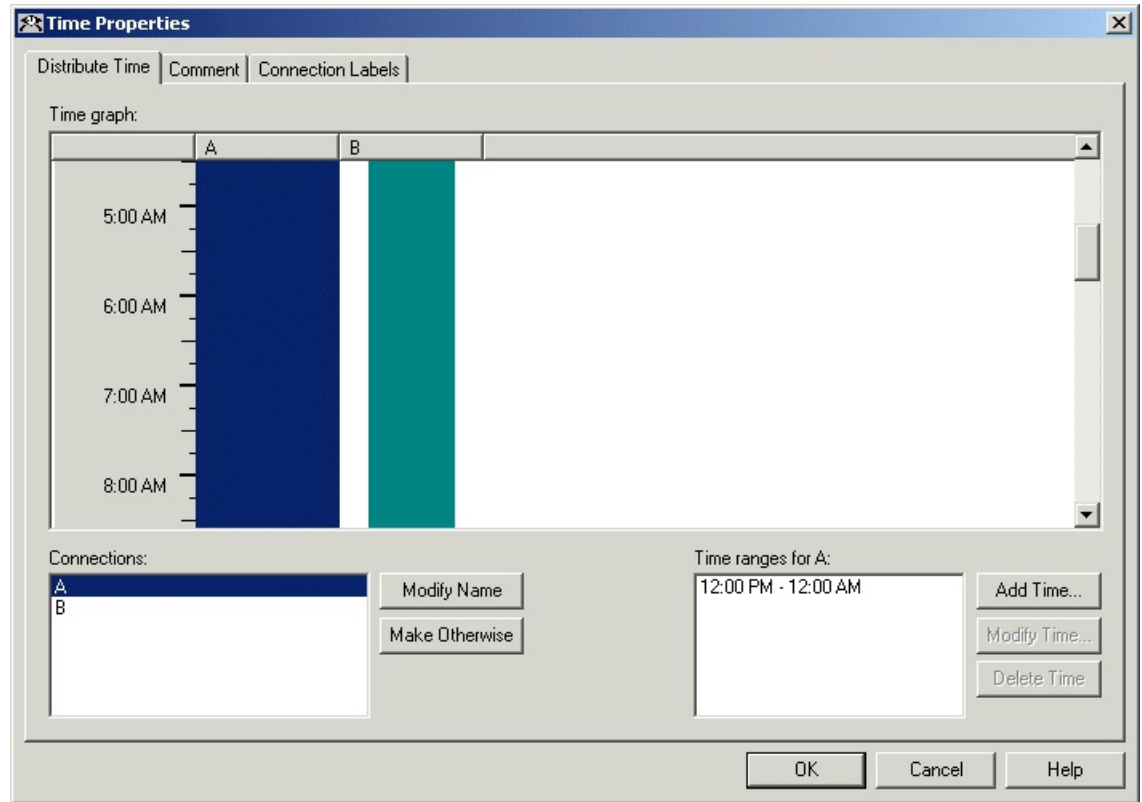 Time Properties
Distribute Time Comment Connection Labels
Time graph:
A B
5:00 AM
6:00 AM
7:00 AM
8:00 AM
Connections:
A
B
Modify Name
Make Otherwise
Time ranges for A:
12:00 PM - 12:00 AM
Add Time...
Modify Time...
Delete Time
OK Cancel Help